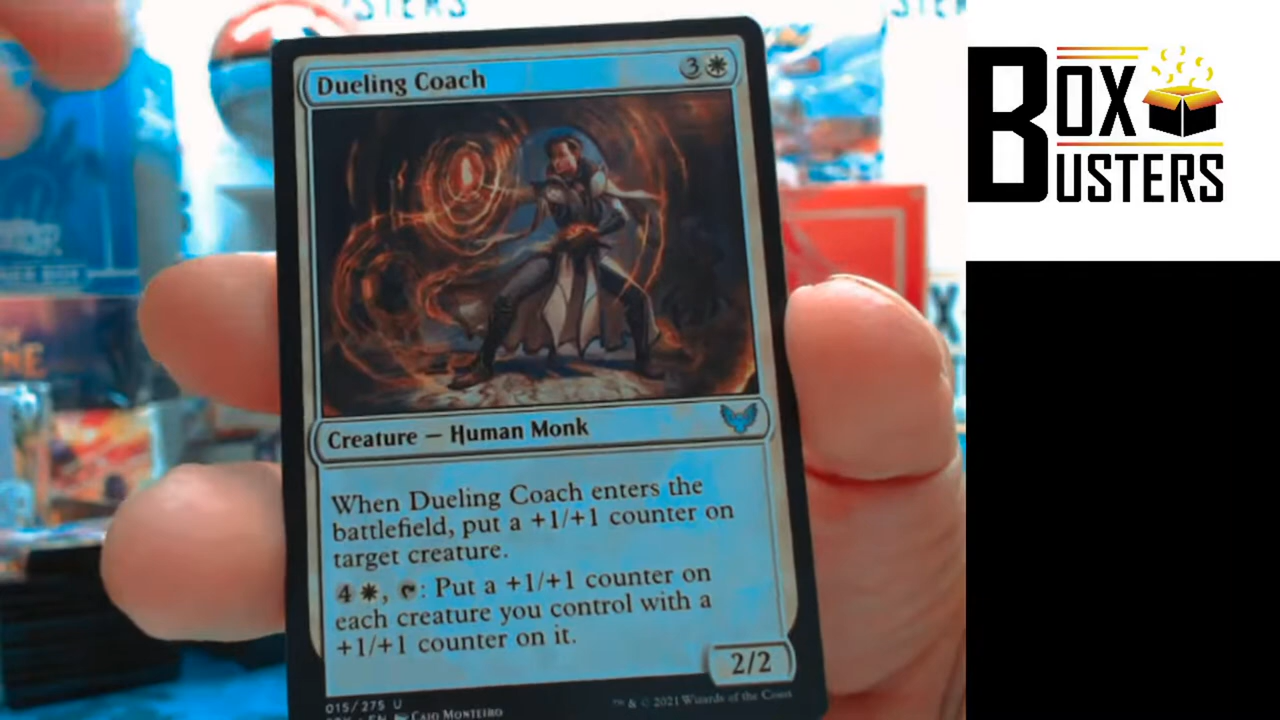 Dueling Coach 3
Creature — Human Monk
When Dueling Coach enters the
battlefield, put a +1/+1 counter on
target creature.
4 , : Put a +1/+1 counter on
each creature you control with a
+1/+1 counter on it.
2/2
015/275 U
EN CAIO MONTEIRO
™ & © 2021 Wizards of the Coast
BOX
BUSTERS